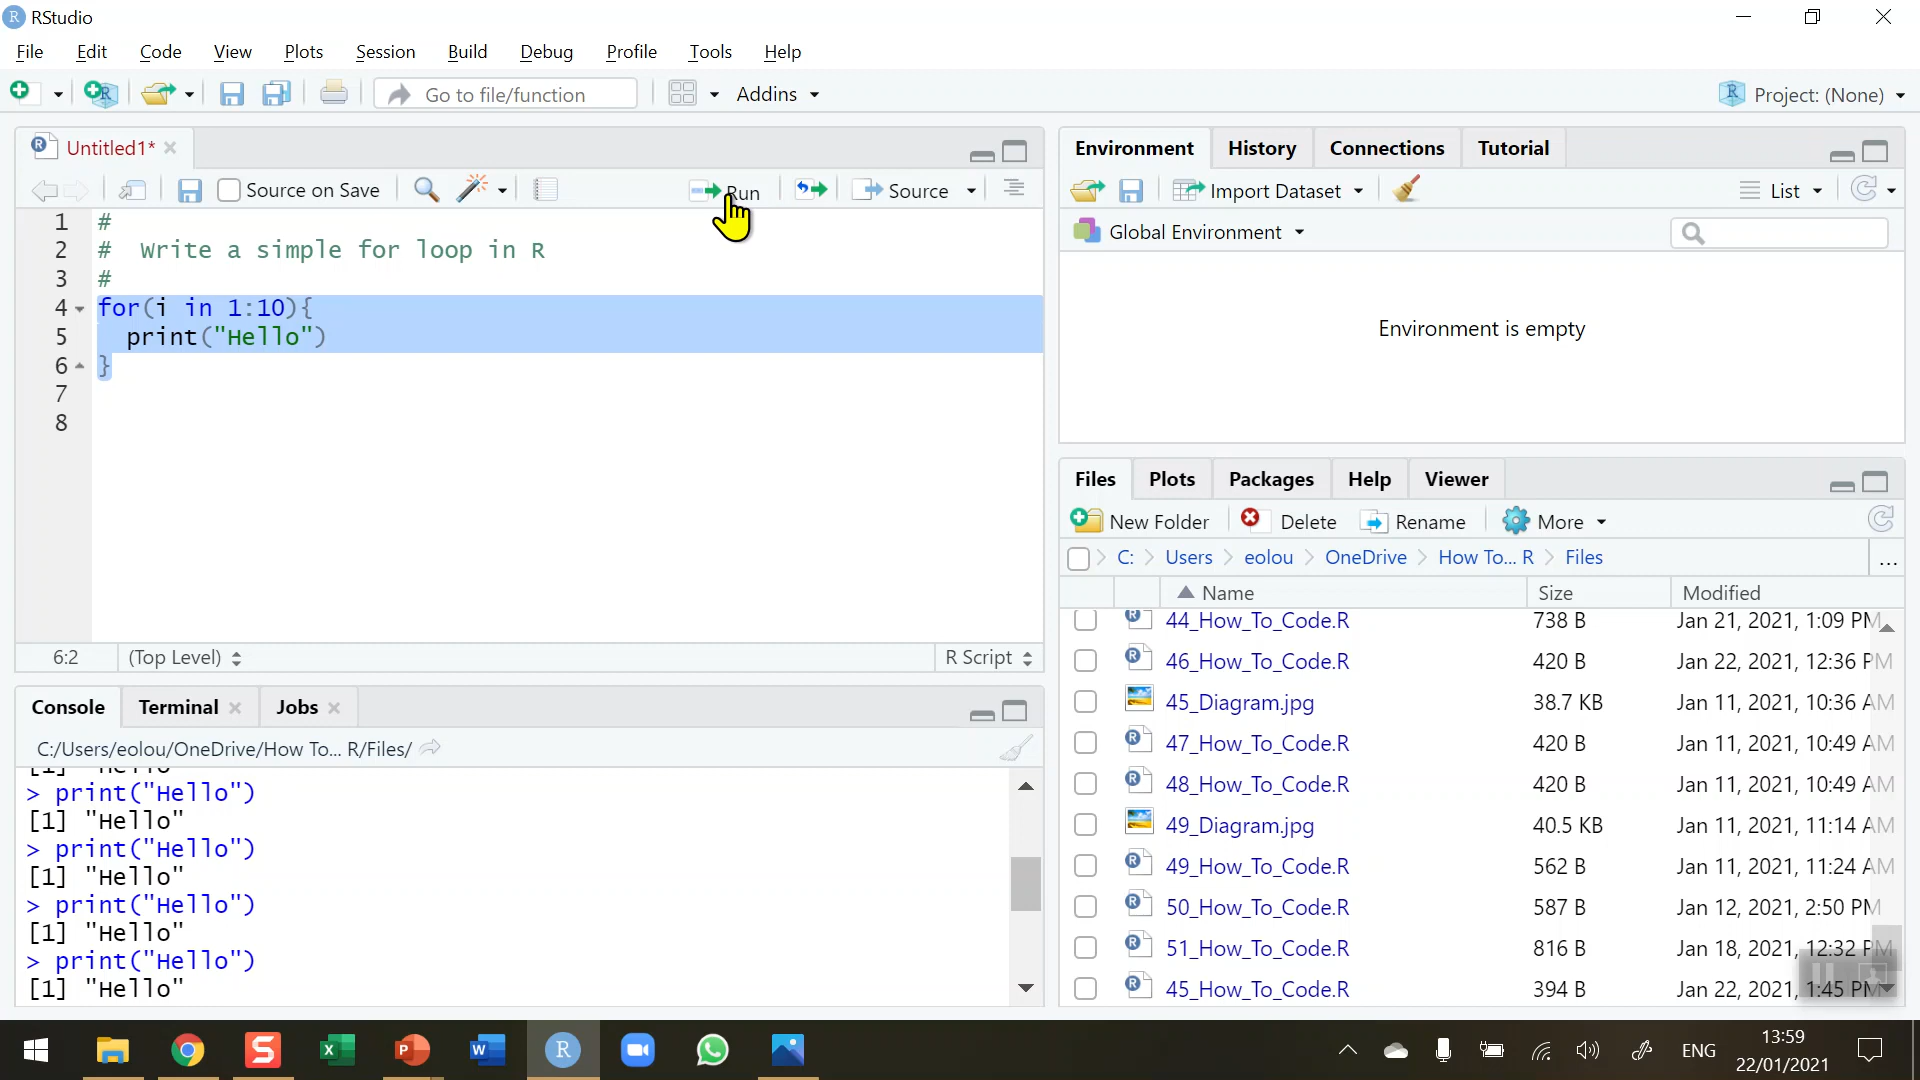 RStudio
File Edit Code View Plots Session Build Debug Profile Tools Help
Go to file/function Addins Project: (None)
Untitled1*
Source on Save Run Source
1 #
2 # Write a simple for loop in R
3 #
4 for(i in 1:10){
5 print("Hello")
6 }
7
8
6:2 (Top Level) R Script
Console Terminal Jobs
C:/Users/eolou/OneDrive/How To... R/Files/
[1] "Hello"
> print("Hello")
[1] "Hello"
> print("Hello")
[1] "Hello"
> print("Hello")
[1] "Hello"
> print("Hello")
[1] "Hello"
Environment History Connections Tutorial
Import Dataset List
Global Environment
Environment is empty
Files Plots Packages Help Viewer
New Folder Delete Rename More
C: Users eolou OneDrive How To... R Files ...
Name Size Modified
44_How_To_Code.R 738 B Jan 21, 2021, 1:09 PM
46_How_To_Code.R 420 B Jan 22, 2021, 12:36 PM
45_Diagram.jpg 38.7 KB Jan 11, 2021, 10:36 AM
47_How_To_Code.R 420 B Jan 11, 2021, 10:49 AM
48_How_To_Code.R 420 B Jan 11, 2021, 10:49 AM
49_Diagram.jpg 40.5 KB Jan 11, 2021, 11:14 AM
49_How_To_Code.R 562 B Jan 11, 2021, 11:24 AM
50_How_To_Code.R 587 B Jan 12, 2021, 2:50 PM
51_How_To_Code.R 816 B Jan 18, 2021, 12:32 PM
45_How_To_Code.R 394 B Jan 22, 2021, 1:45 PM
ENG 13:59
22/01/2021